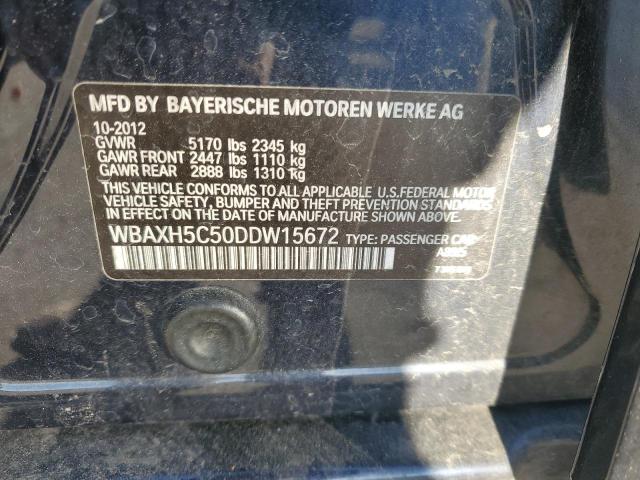 MFD BY BAYERISCHE MOTOREN WERKE AG
10-2012
GVWR 5170 lbs 2345 kg
GAWR FRONT 2447 lbs 1110 kg
GAWR REAR 2888 lbs 1310 kg
THIS VEHICLE CONFORMS TO ALL APPLICABLE U.S.FEDERAL MOTOR
VEHICLE SAFETY, BUMPER AND THEFT PREVENTION STANDARDS
IN EFFECT ON THE DATE OF MANUFACTURE SHOWN ABOVE.
WBAXH5C50DDW15672 TYPE: PASSENGER CAR